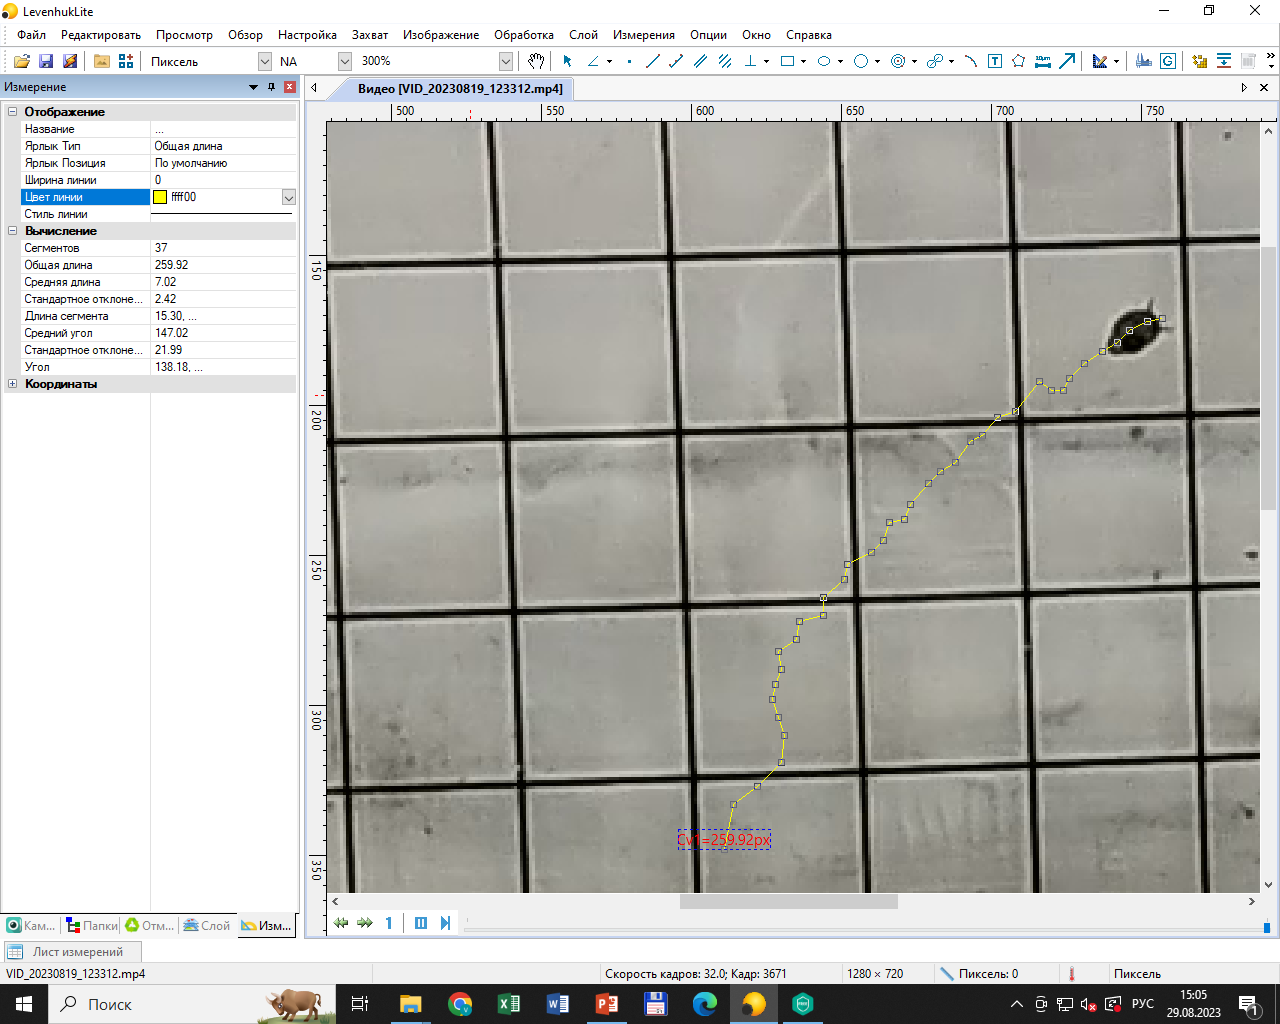 LevenhukLite
Файл Редактировать Просмотр Обзор Настройка Захват Изображение Обработка Слой Измерения Опции Окно Справка
Пиксель NA 300%
Измерение
Видео [VID_20230819_123312.mp4]
500 550 600 650 700 750
Отображение
Название ...
Ярлык Тип Общая длина
Ярлык Позиция По умолчанию
Ширина линии 0
Цвет линии ffff00
Стиль линии
Вычисление
Сегментов 37
Общая длина 259.92
Средняя длина 7.02
Стандартное отклоне... 2.42
Длина сегмента 15.30, ...
Средний угол 147.02
Стандартное отклоне... 21.99
Угол 138.18, ...
Координаты
150
200
250
300
350
Cv1=259.92px
1
Кам... Папки Отм... Слой Изм...
Лист измерений
VID_20230819_123312.mp4 Скорость кадров: 32.0; Кадр: 3671 1280 × 720 Пиксель: 0 Пиксель
Поиск
РУС
15:05
29.08.2023
1